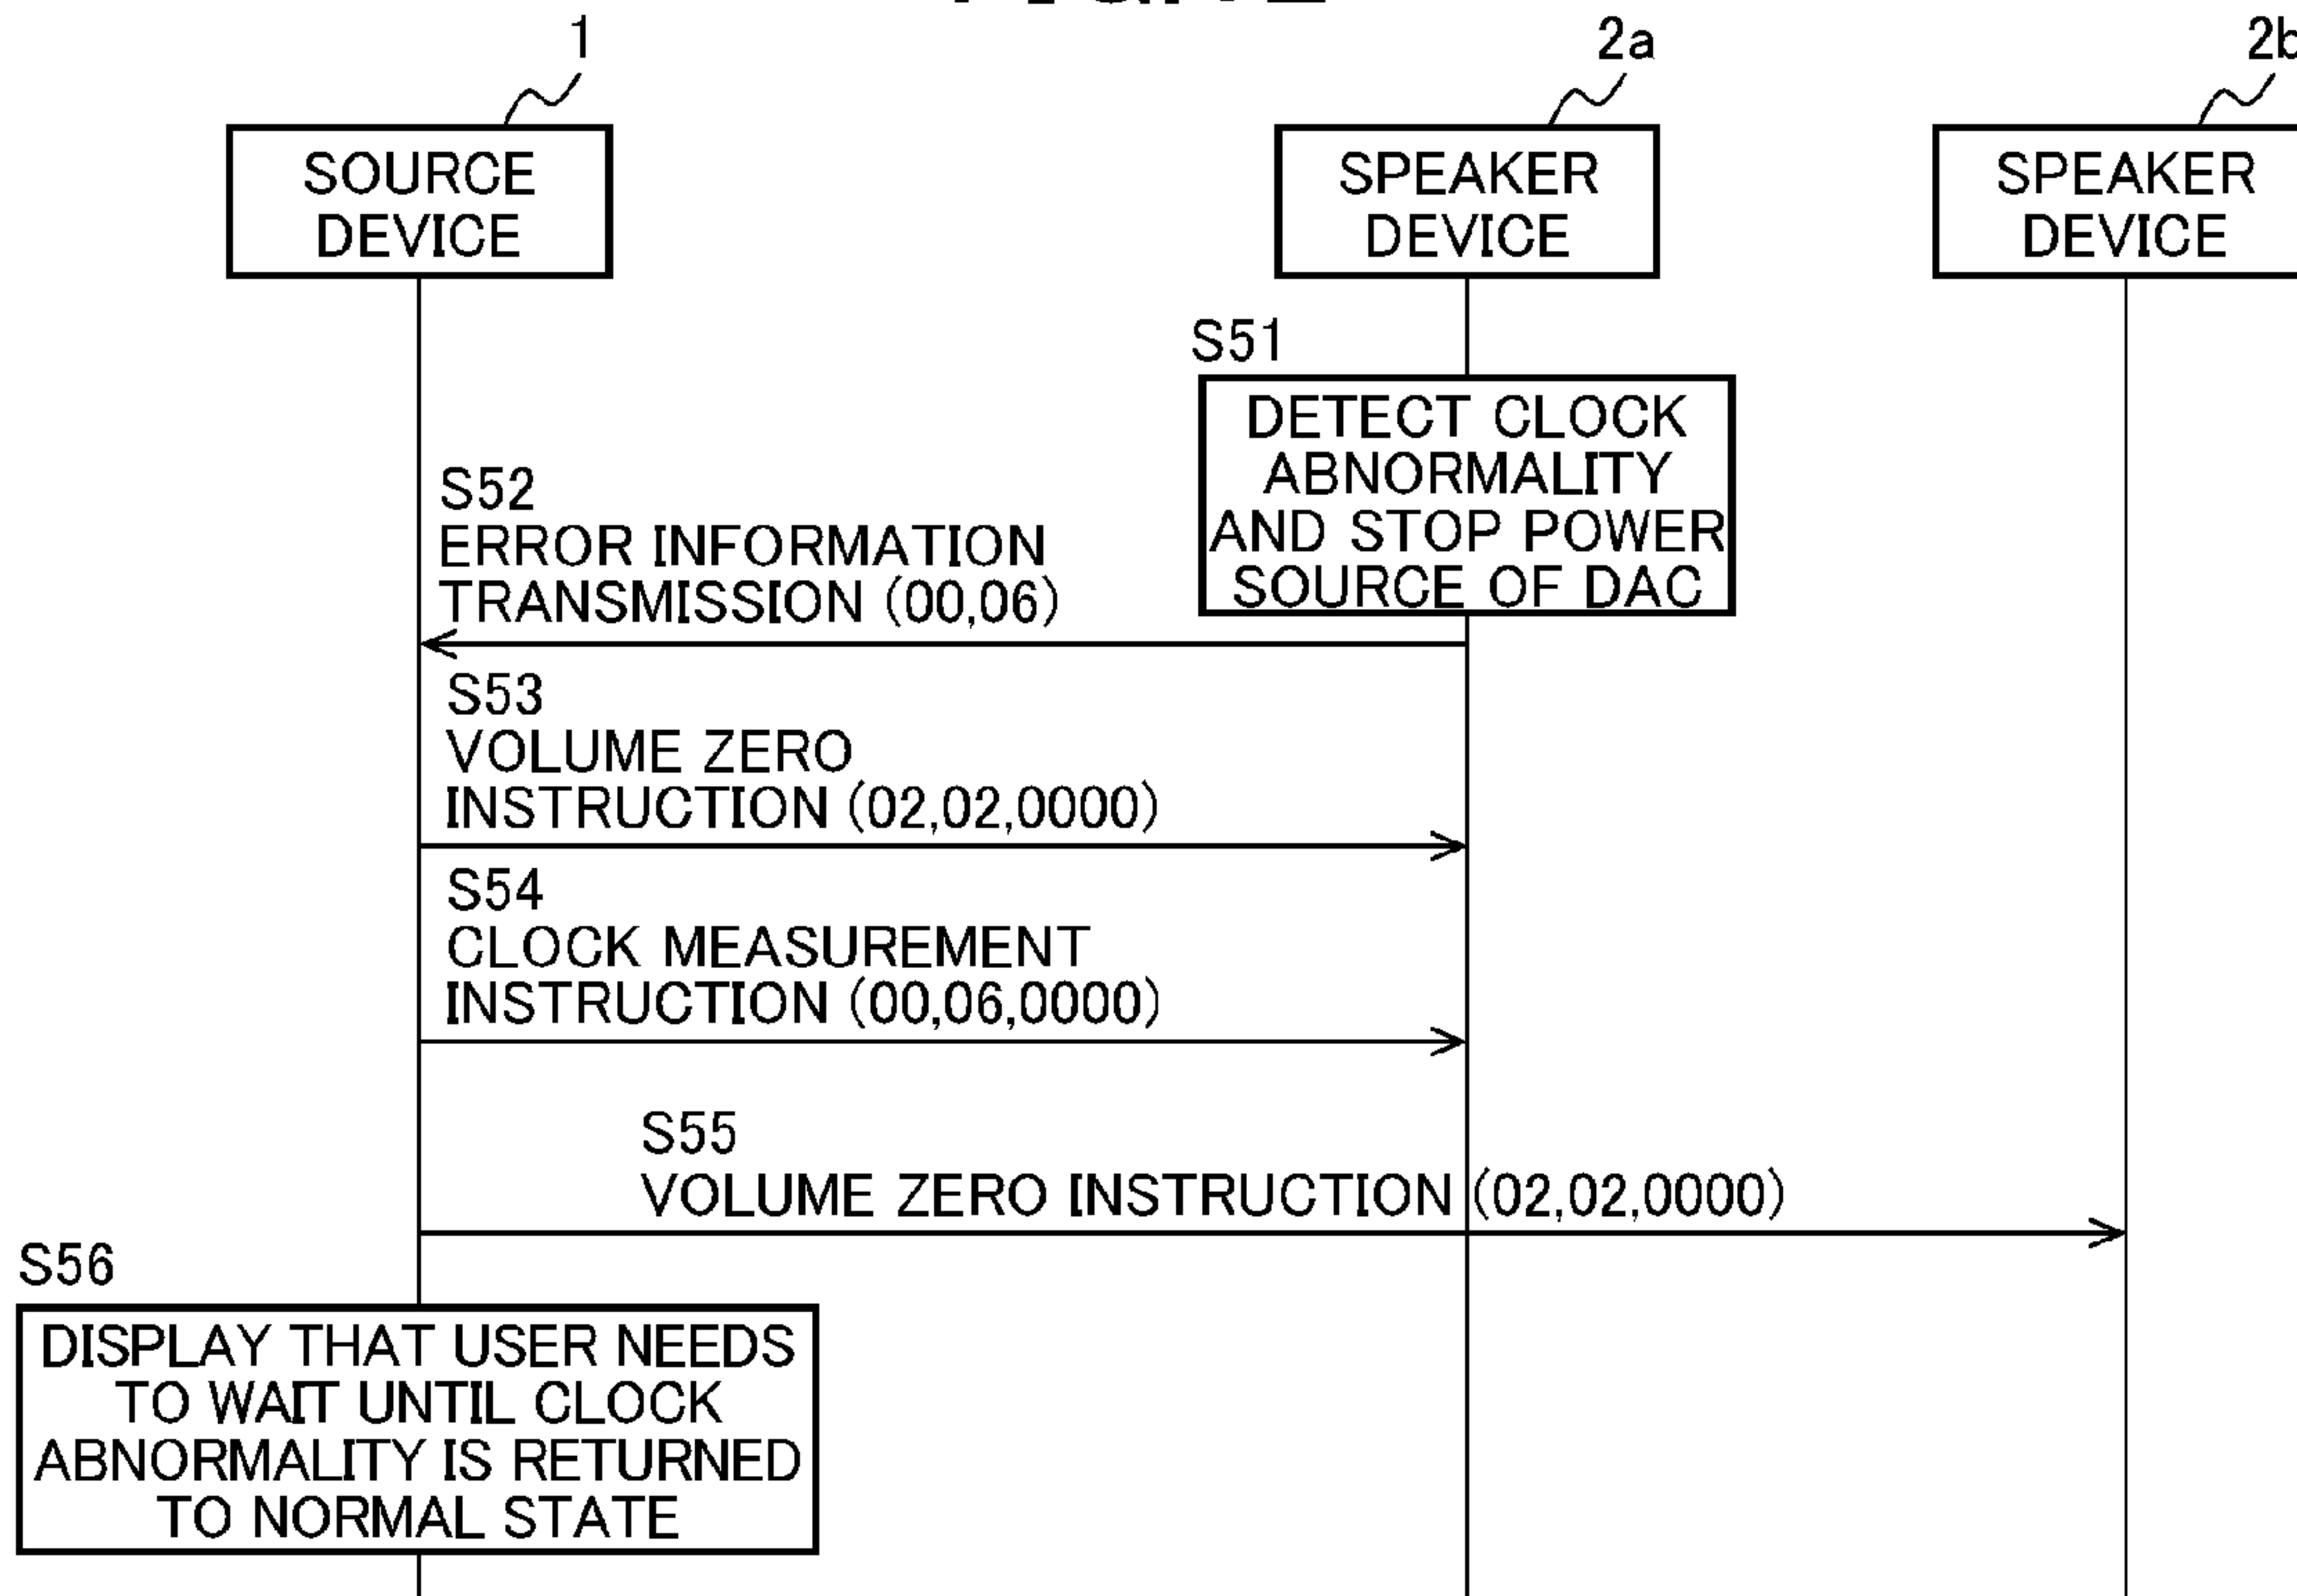 1
2a
2b
SOURCE
DEVICE
SPEAKER
DEVICE
SPEAKER
DEVICE
S51
DETECT CLOCK
ABNORMALITY
AND STOP POWER
SOURCE OF DAC
S52
ERROR INFORMATION
TRANSMISSION (00,06)
S53
VOLUME ZERO
INSTRUCTION (02,02,0000)
S54
CLOCK MEASUREMENT
INSTRUCTION (00,06,0000)
S55
VOLUME ZERO INSTRUCTION (02,02,0000)
S56
DISPLAY THAT USER NEEDS
TO WAIT UNTIL CLOCK
ABNORMALITY IS RETURNED
TO NORMAL STATE